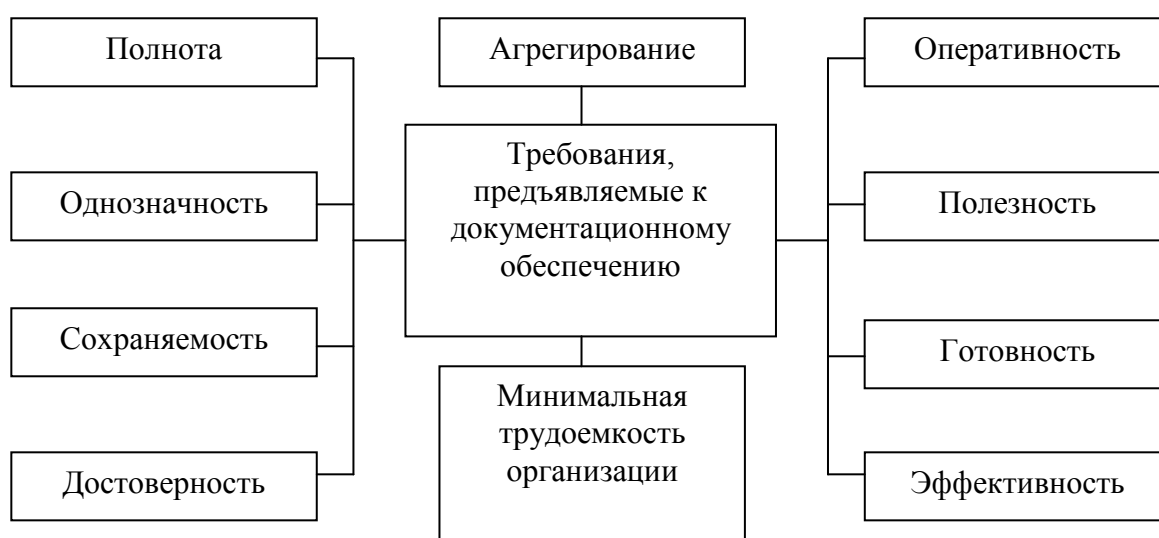 Полнота
Агрегирование
Оперативность
Требования,
предъявляемые к
документационному
обеспечению
Однозначность
Полезность
Сохраняемость
Готовность
Минимальная
трудоемкость
организации
Достоверность
Эффективность